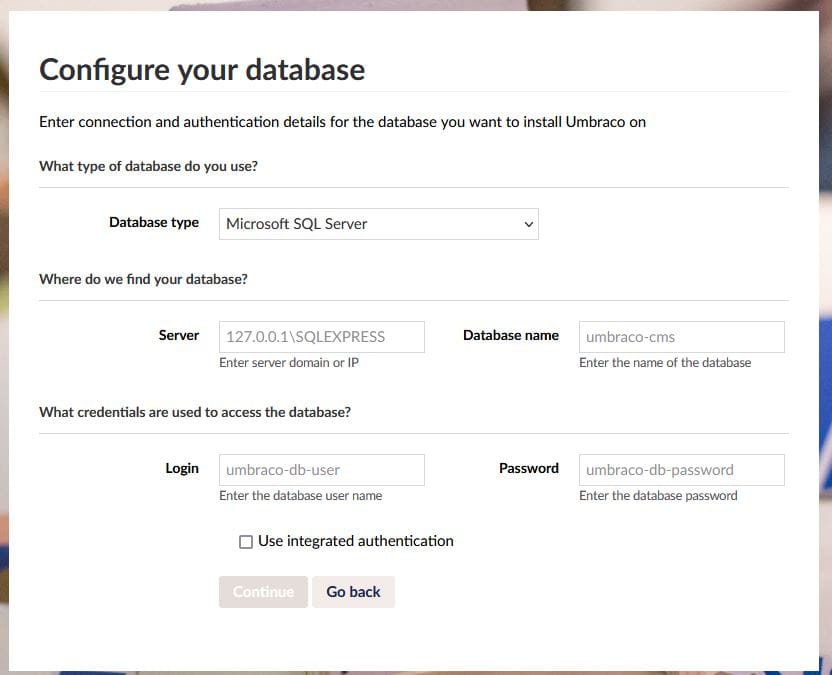 Configure your database
Enter connection and authentication details for the database you want to install Umbraco on
What type of database do you use?
Database type Microsoft SQL Server
Where do we find your database?
Server 127.0.0.1\SQLEXPRESS Database name umbraco-cms
Enter server domain or IP Enter the name of the database
What credentials are used to access the database?
Login umbraco-db-user Password umbraco-db-password
Enter the database user name Enter the database password
Use integrated authentication
Continue Go back